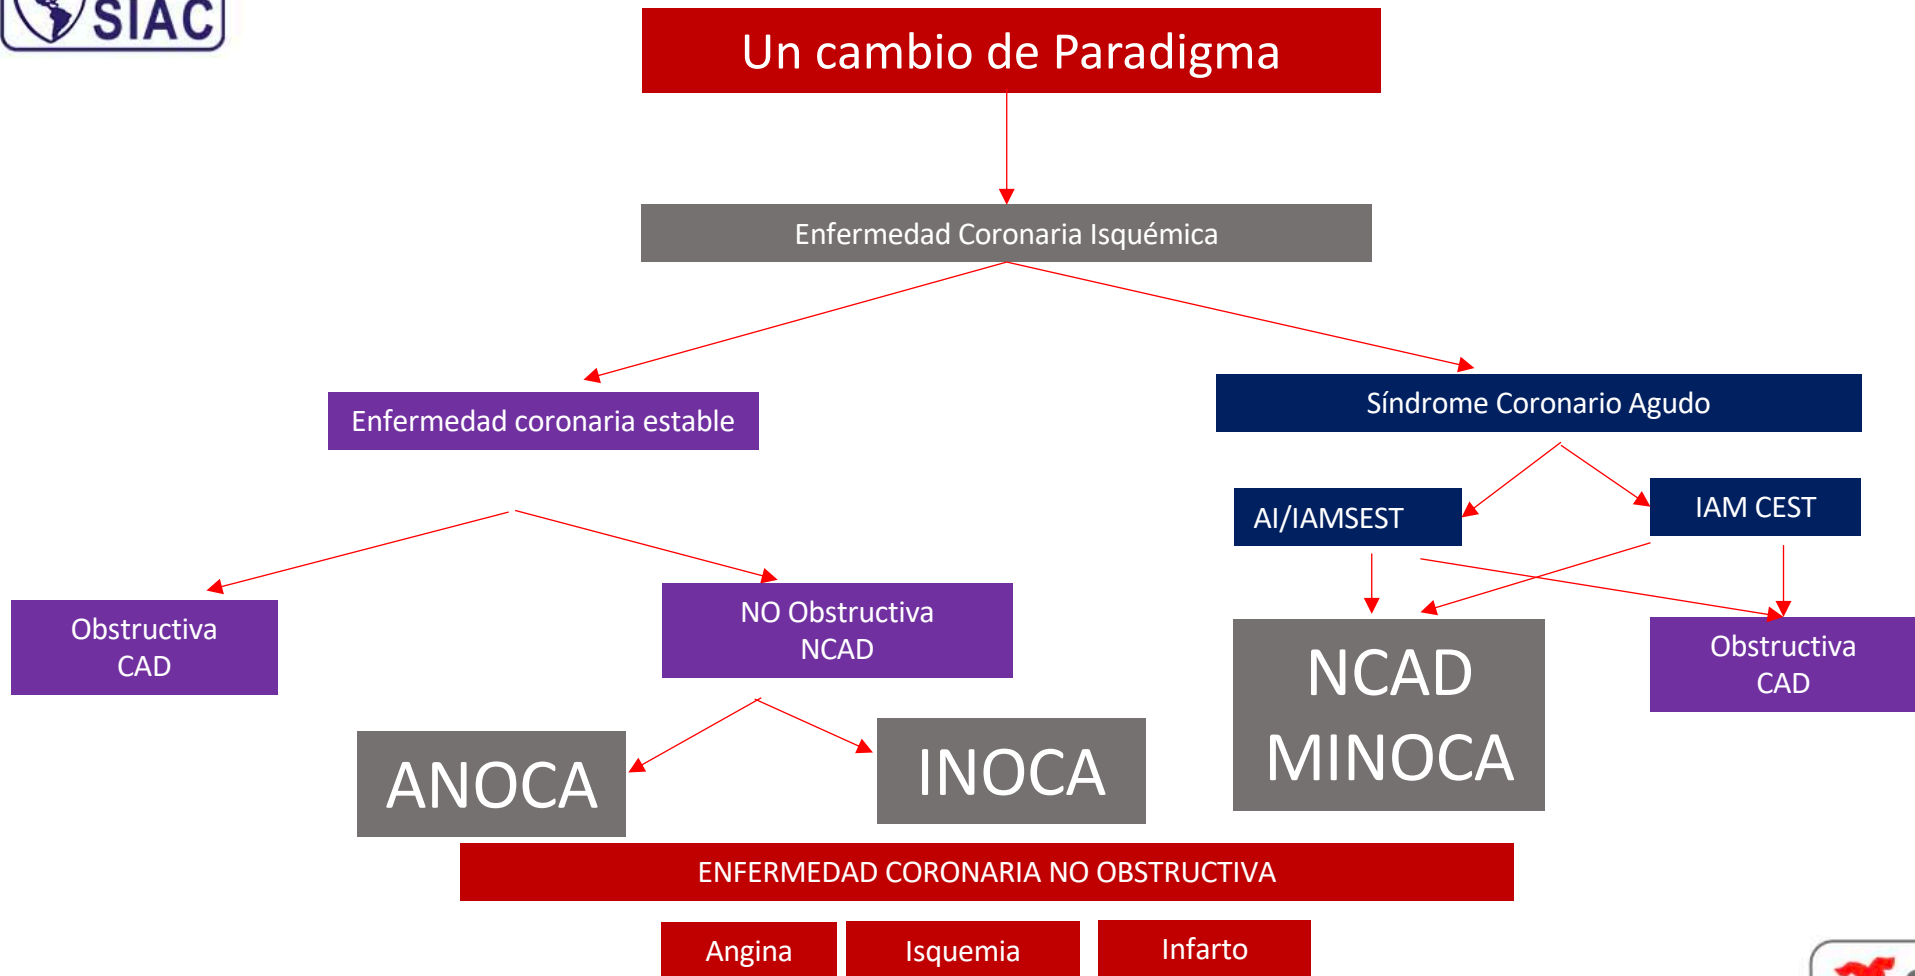 SIAC
Un cambio de Paradigma
Enfermedad Coronaria Isquémica
Enfermedad coronaria estable
Síndrome Coronario Agudo
AI/IAMSEST
IAM CEST
Obstructiva
CAD
NO Obstructiva
NCAD
NCAD
MINOCA
Obstructiva
CAD
ANOCA
INOCA
ENFERMEDAD CORONARIA NO OBSTRUCTIVA
Angina
Isquemia
Infarto